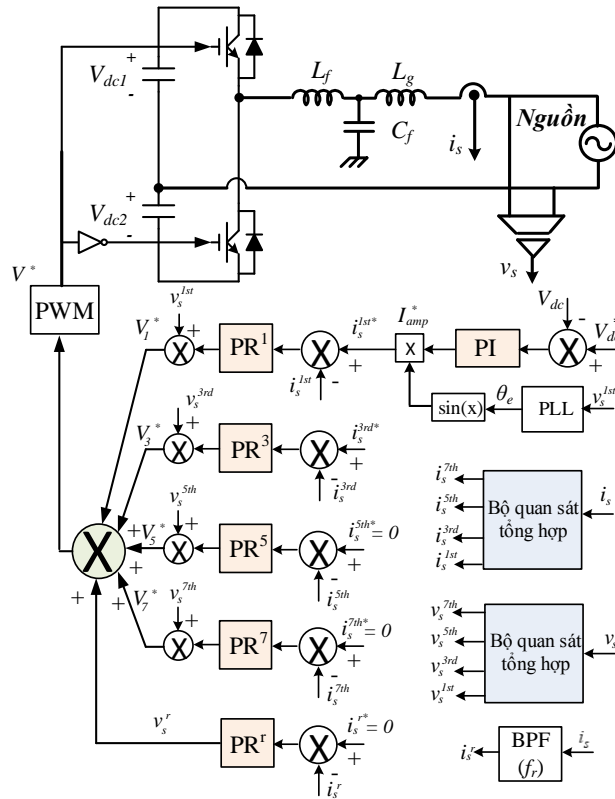 V_dc1
+
-
V_dc2
+
-
L_f
L_g
C_f
i_s
Nguồn
v_s
V^*
PWM
V_1^*
v_s^1st
+
+
PR^1
i_s^1st*
+
i_s^1st
-
I_amp^*
x
PI
V_dc
-
V_dc^*
+
sin(x)
θ_e
PLL
v_s^1st
V_3^*
v_s^3rd
+
+
PR^3
i_s^3rd*
+
-
i_s^3rd
V_5^*
v_s^5th
+
+
PR^5
i_s^5th* = 0
+
-
i_s^5th
V_7^*
v_s^7th
+
+
PR^7
i_s^7th* = 0
+
-
i_s^7th
+
+
+
+
v_s^r
PR^r
i_s^r* = 0
+
-
i_s^r
i_s^7th
i_s^5th
i_s^3rd
i_s^1st
Bộ quan sát
tổng hợp
i_s
v_s^7th
v_s^5th
v_s^3rd
v_s^1st
Bộ quan sát
tổng hợp
v_s
i_s^r
BPF
(f_r)
i_s